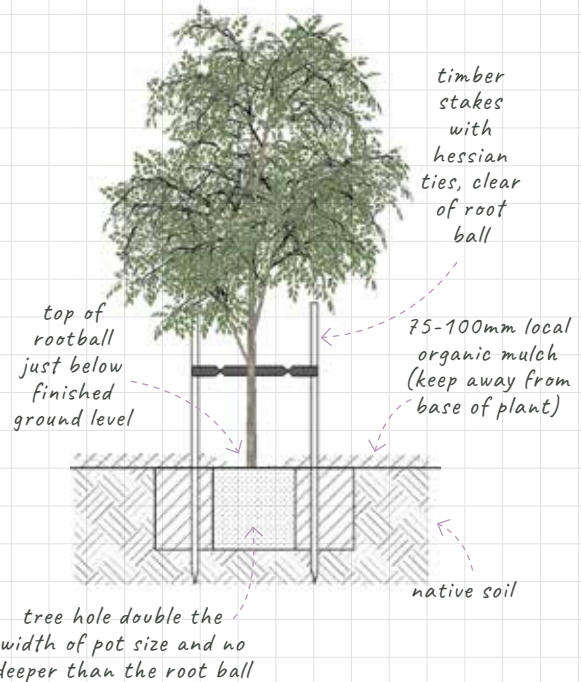 timber
stakes
with
hessian
ties, clear
of root
ball
top of
rootball
just below
finished
ground level
75-100mm local
organic mulch
(keep away from
base of plant)
native soil
tree hole double the
width of pot size and no
deeper than the root ball